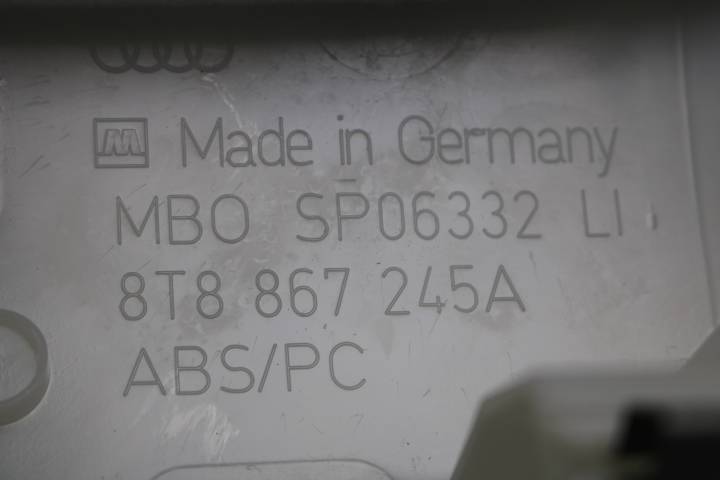 Made in Germany
MBO SP06332 LI
8T8 867 245A
ABS/PC